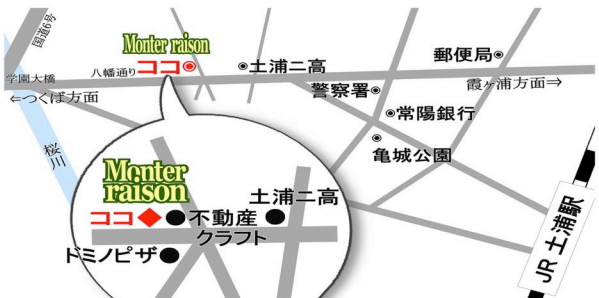 国道6号
Monter raison
学園大橋
八幡通り
ココ
土浦二高
郵便局
警察署
霞ヶ浦方面⇒
⇐つくば方面
常陽銀行
桜川
亀城公園
Monter
raison
土浦二高
ココ
不動産
クラフト
ドミノピザ
JR 土浦駅